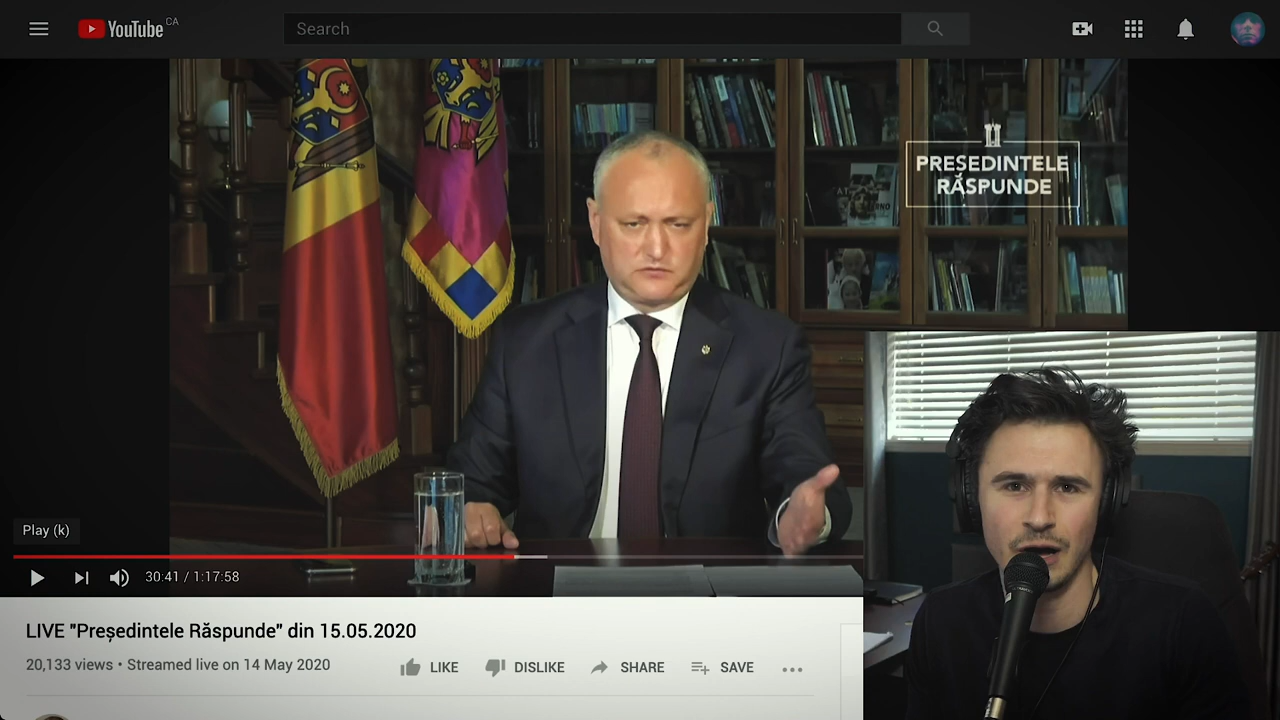 YouTube CA
Search
PREȘEDINTELE
RĂSPUNDE
Play (k)
30:41 / 1:17:58
LIVE "Președintele Răspunde" din 15.05.2020
20,133 views • Streamed live on 14 May 2020
LIKE
DISLIKE
SHARE
SAVE